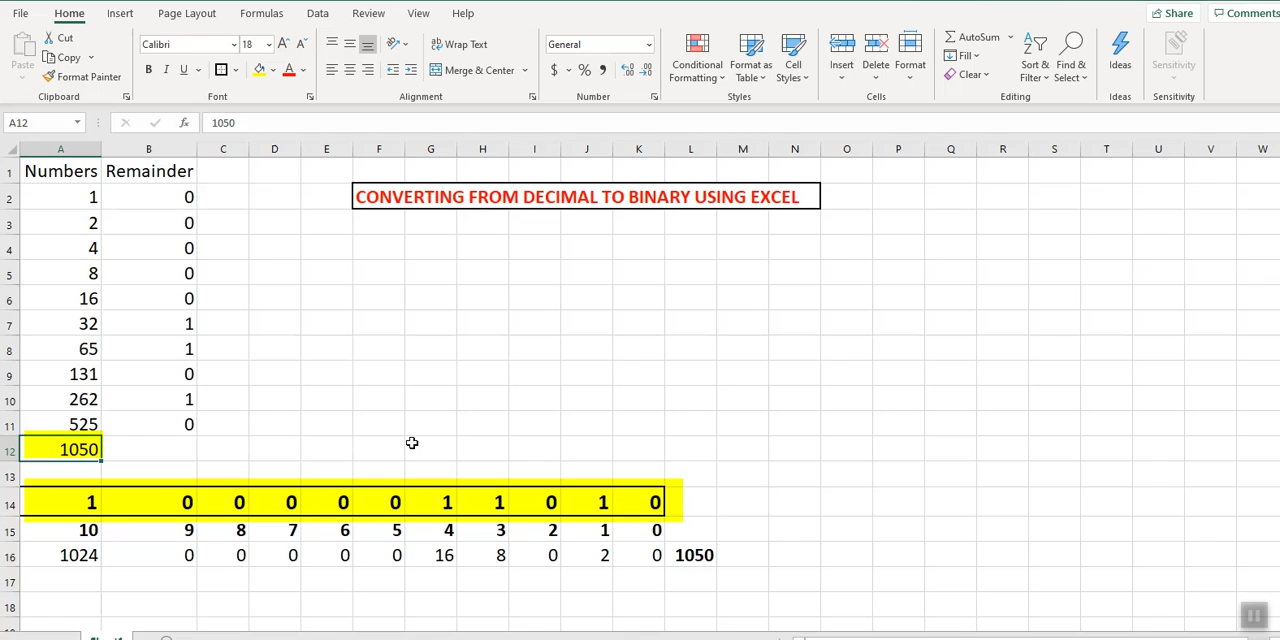 File Home Insert Page Layout Formulas Data Review View Help Share Comments
Cut Calibri 18 A A Wrap Text General AutoSum
Paste Copy Conditional Format as Cell Insert Delete Format Fill Sort & Find & Ideas Sensitivity
Format Painter B I U A Merge & Center $ % , Formatting Table Styles Clear Filter Select
Clipboard Font Alignment Number Styles Cells Editing Ideas Sensitivity
A12 fx 1050
A B C D E F G H I J K L M N O P Q R S T U V W
1 Numbers Remainder
2 1 0 CONVERTING FROM DECIMAL TO BINARY USING EXCEL
3 2 0
4 4 0
5 8 0
6 16 0
7 32 1
8 65 1
9 131 0
10 262 1
11 525 0
12 1050
13
14 1 0 0 0 0 0 1 1 0 1 0
15 10 9 8 7 6 5 4 3 2 1 0
16 1024 0 0 0 0 0 16 8 0 2 0 1050
17
18